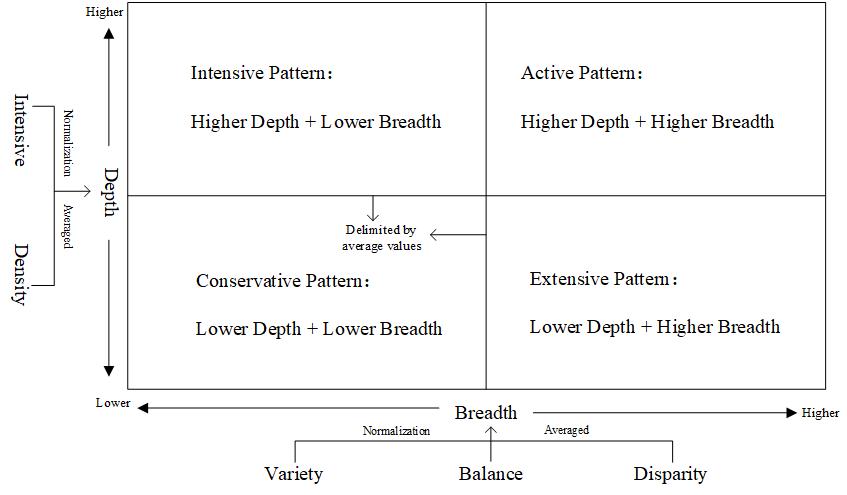 Higher
Intensive Pattern：
Higher Depth + Lower Breadth
Active Pattern：
Higher Depth + Higher Breadth
Intensive
Normalization
Depth
Averaged
Density
Delimited by
average values
Conservative Pattern：
Lower Depth + Lower Breadth
Extensive Pattern：
Lower Depth + Higher Breadth
Lower
Breadth
Higher
Normalization
Averaged
Variety
Balance
Disparity